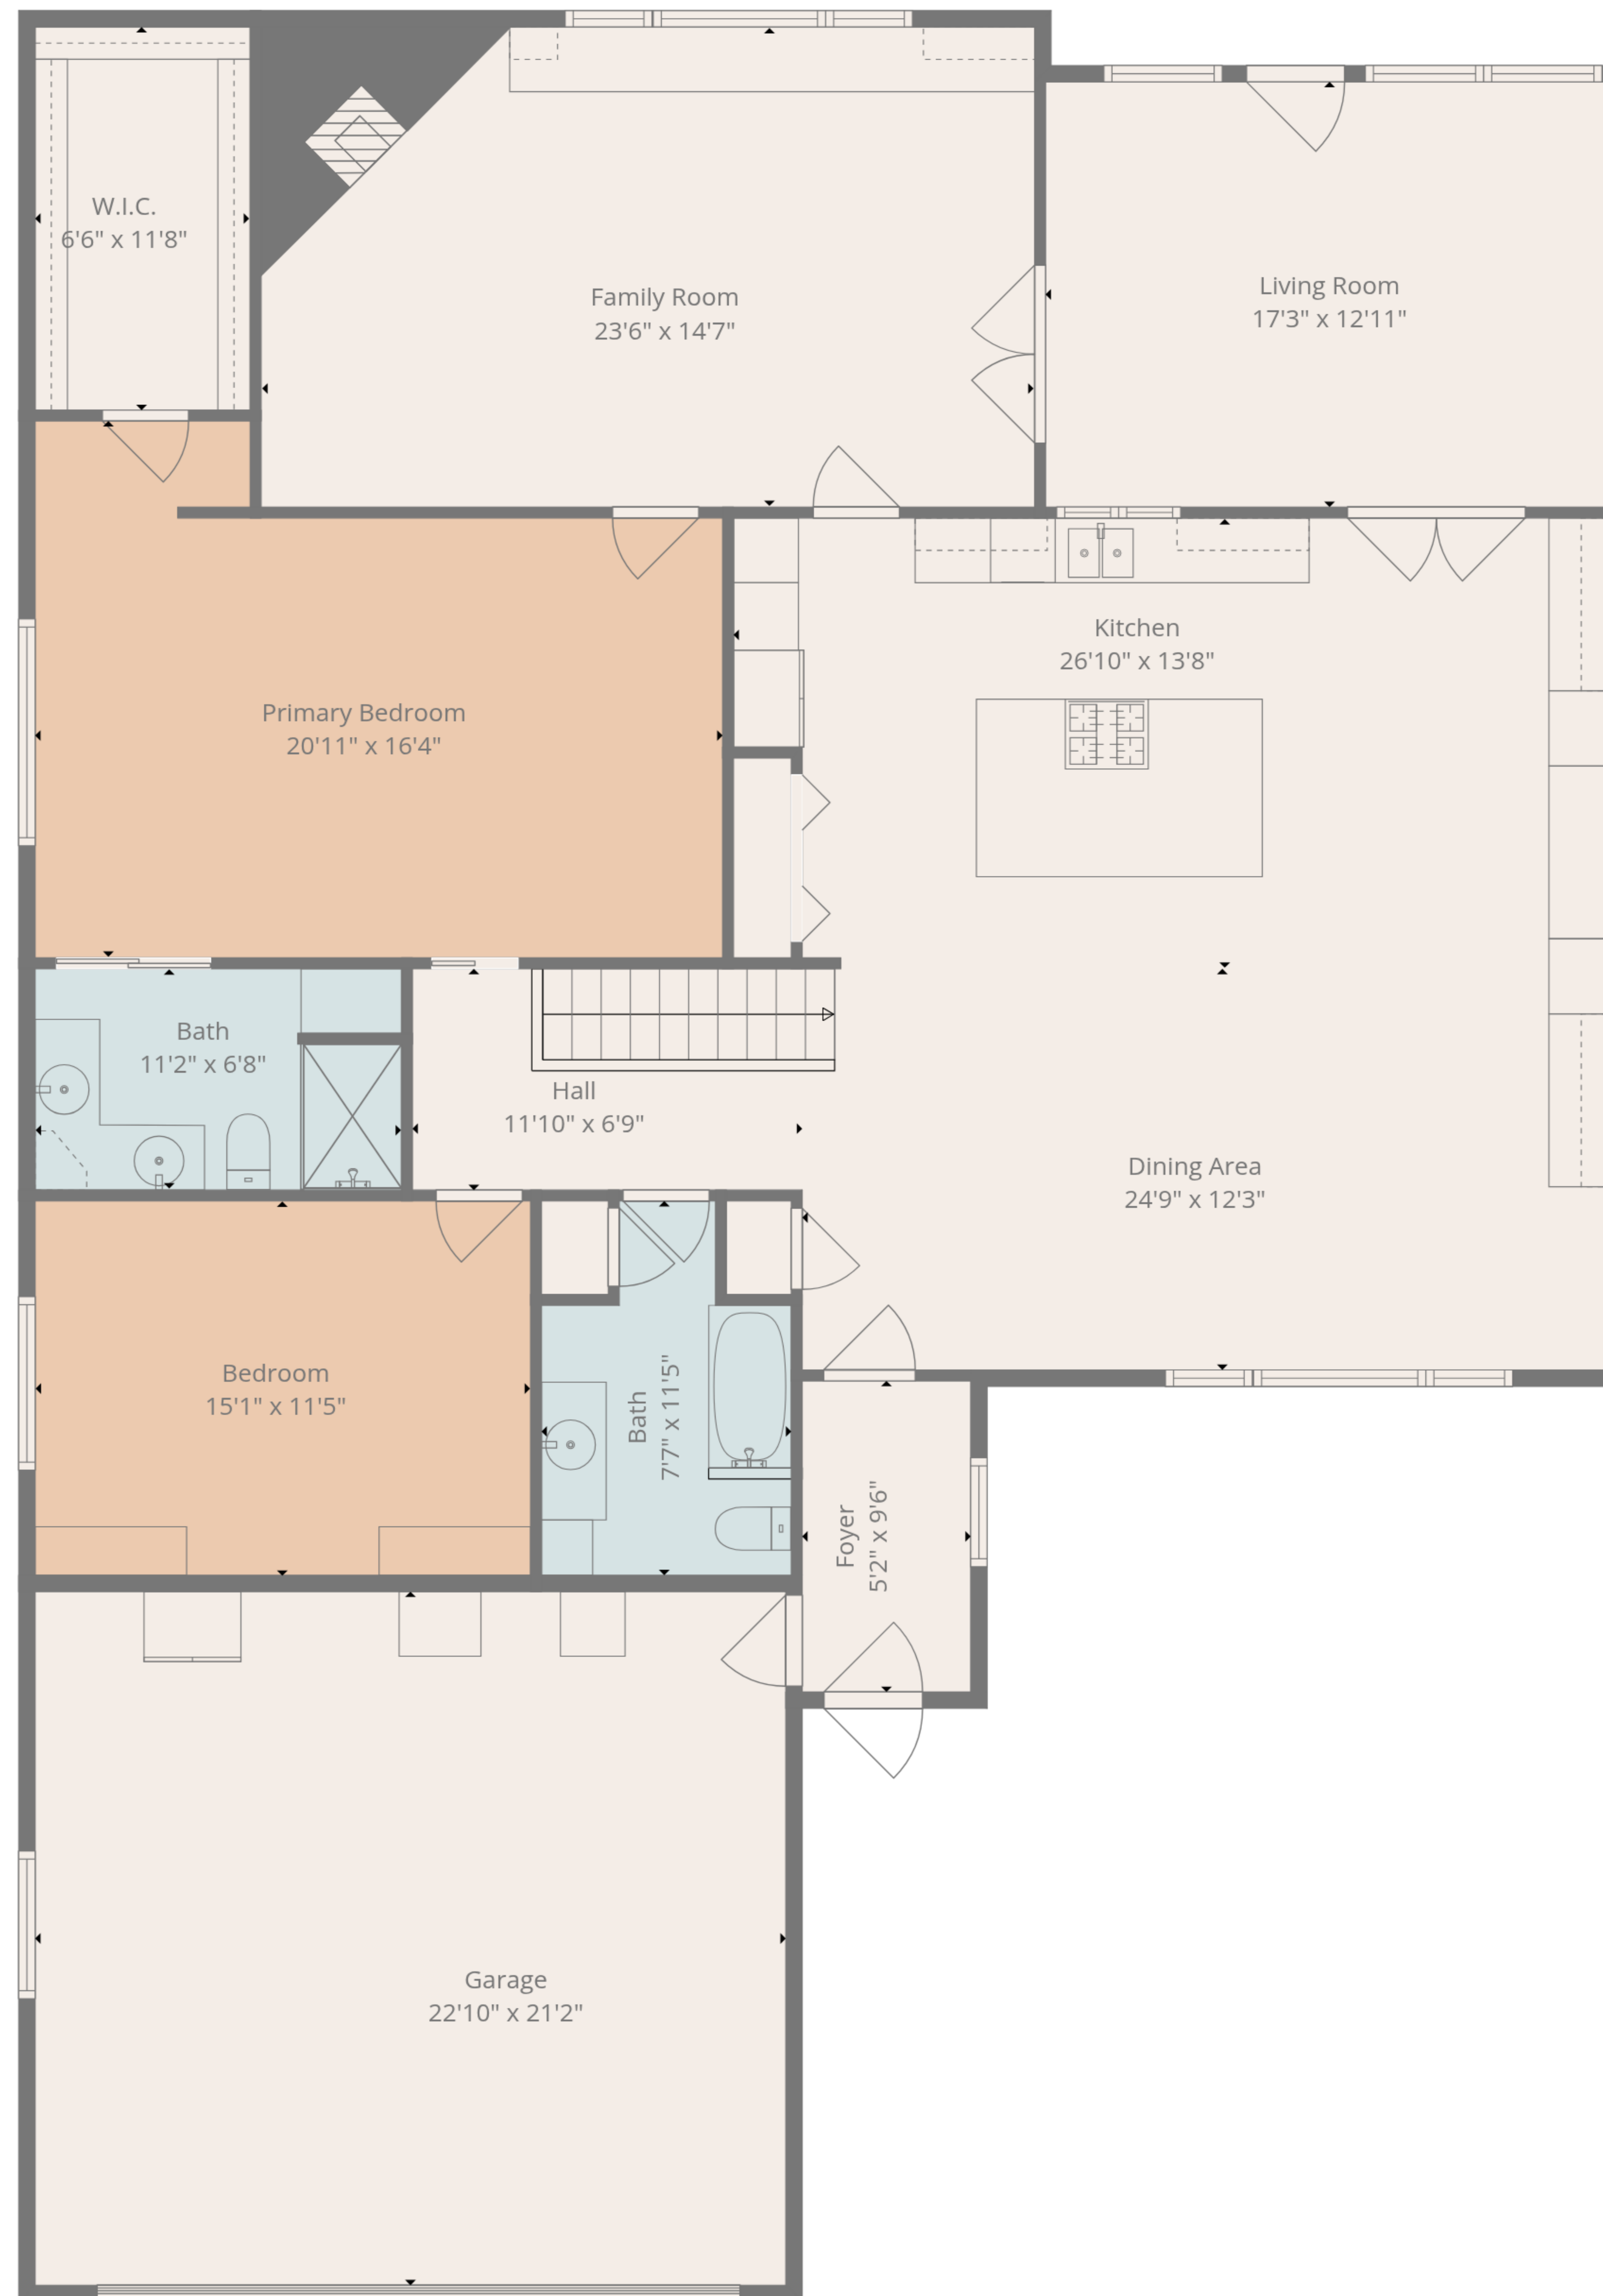 W.I.C.
6'6" x 11'8"
Family Room
23'6" x 14'7"
Living Room
17'3" x 12'11"
Kitchen
26'10" x 13'8"
Primary Bedroom
20'11" x 16'4"
Bath
11'2" x 6'8"
Hall
11'10" x 6'9"
Dining Area
24'9" x 12'3"
Bedroom
15'1" x 11'5"
Bath
7'7" x 11'5"
Foyer
5'2" x 9'6"
Garage
22'10" x 21'2"